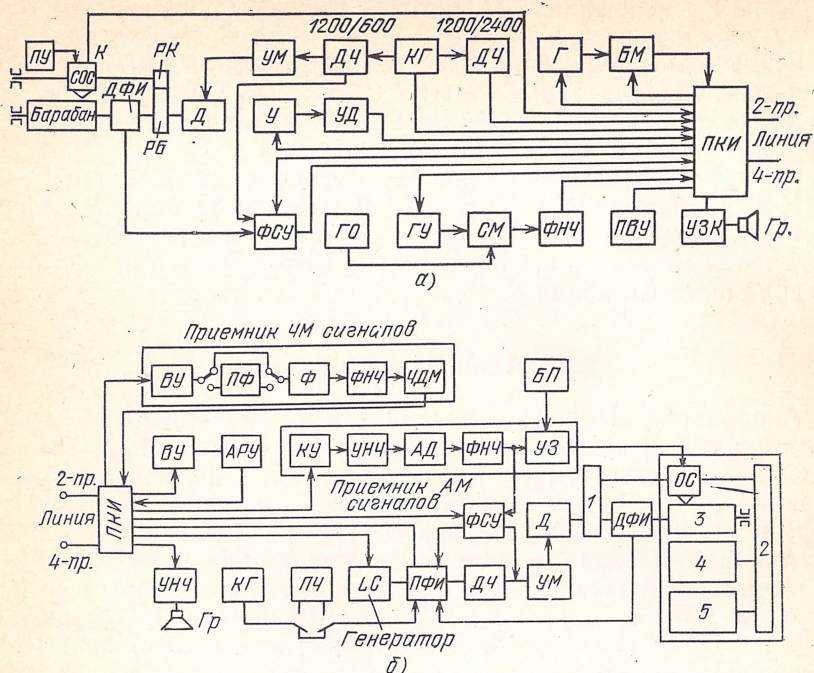 1200/600 1200/2400
ПУ К РК УМ ДЧ КГ ДЧ Г БМ
СОС
Барабан ДФИ Д У УД ПКИ 2-пр.
Линия
РБ 4-пр.
ФСУ ГО ГУ СМ ФНЧ ПВУ УЗК Гр.
а)
Приемник ЧМ сигналов
ВУ ПФ Ф ФНЧ ЧДМ БП
ВУ АРУ КУ УНЧ АД ФНЧ УЗ
2-пр. Приемник АМ
сигналов
Линия ПКИ ФСУ Д 1 ДФИ ОС 3 2
4-пр. 4
УНЧ КГ ПЧ LC ПФИ ДЧ УМ 5
Гр Генератор
б)